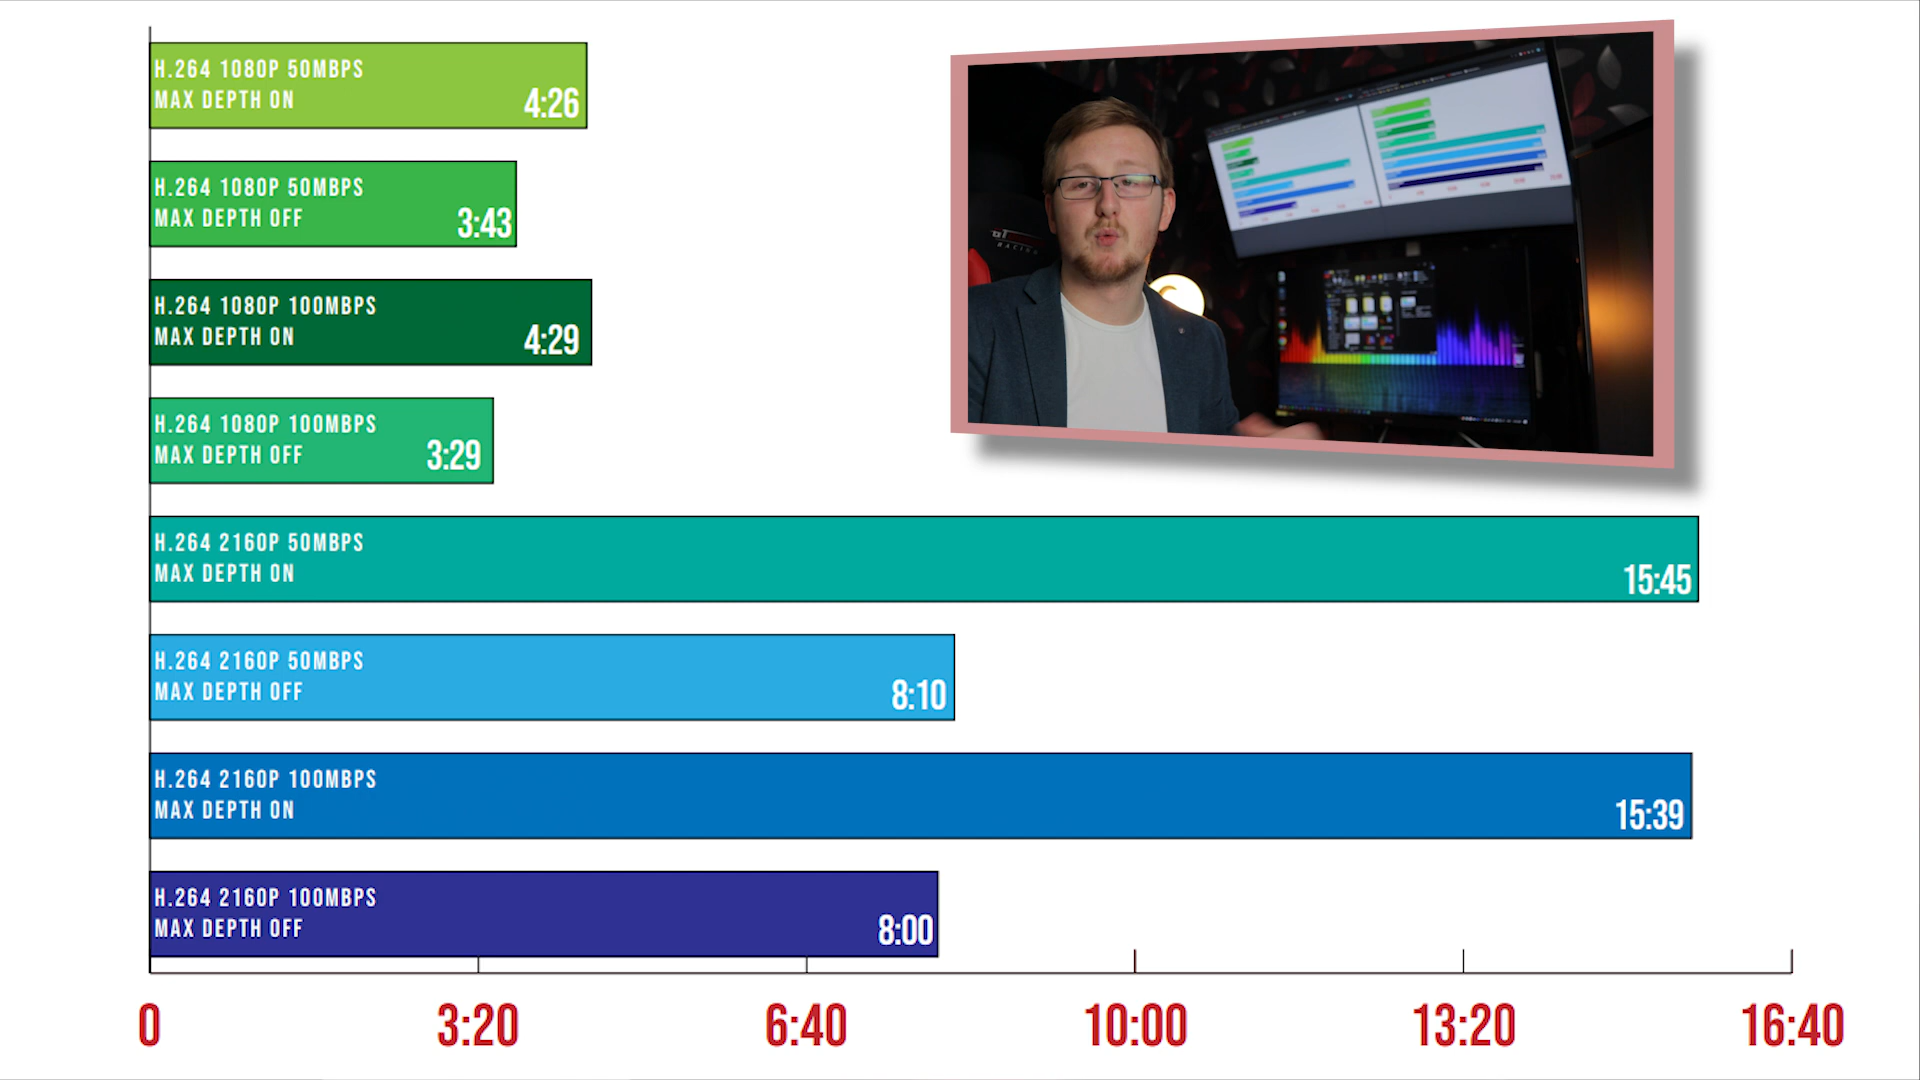 H.264 1080P 50MBPS
MAX DEPTH ON
4:26
H.264 1080P 50MBPS
MAX DEPTH OFF
3:43
H.264 1080P 100MBPS
MAX DEPTH ON
4:29
H.264 1080P 100MBPS
MAX DEPTH OFF
3:29
H.264 2160P 50MBPS
MAX DEPTH ON
15:45
H.264 2160P 50MBPS
MAX DEPTH OFF
8:10
H.264 2160P 100MBPS
MAX DEPTH ON
15:39
H.264 2160P 100MBPS
MAX DEPTH OFF
8:00
0 3:20 6:40 10:00 13:20 16:40